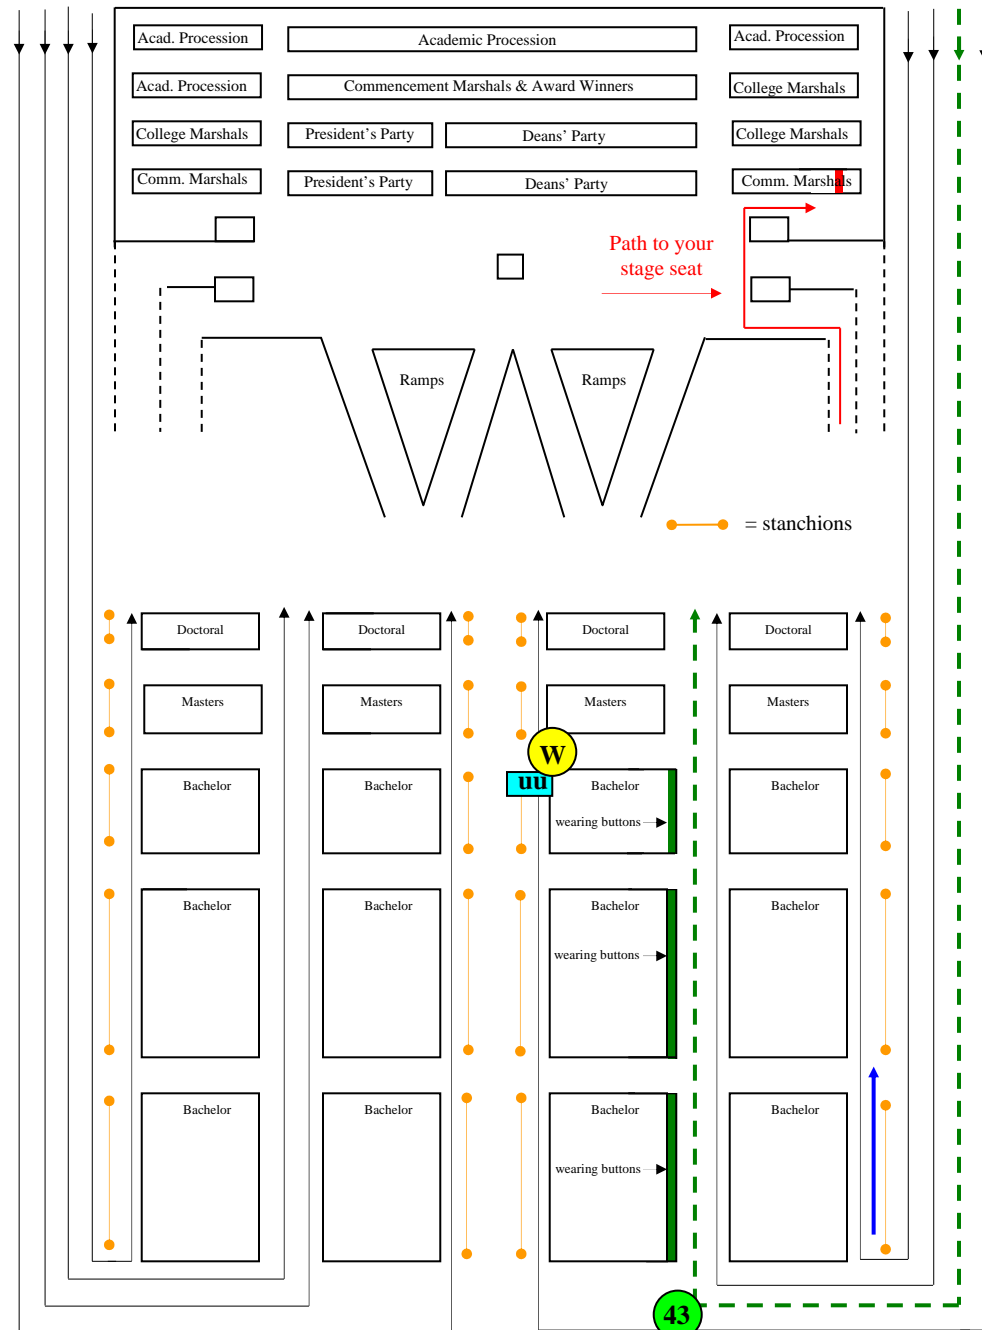 Acad. Procession
Academic Procession
Acad. Procession
Acad. Procession
Commencement Marshals & Award Winners
College Marshals
College Marshals
President's Party
Deans' Party
College Marshals
Comm. Marshals
President's Party
Deans' Party
Comm. Marshals
Path to your
stage seat
Ramps
Ramps
= stanchions
Doctoral
Doctoral
Doctoral
Doctoral
Masters
Masters
Masters
Masters
W
uu
Bachelor
Bachelor
Bachelor
Bachelor
wearing buttons
Bachelor
Bachelor
Bachelor
Bachelor
wearing buttons
Bachelor
Bachelor
Bachelor
Bachelor
wearing buttons
43